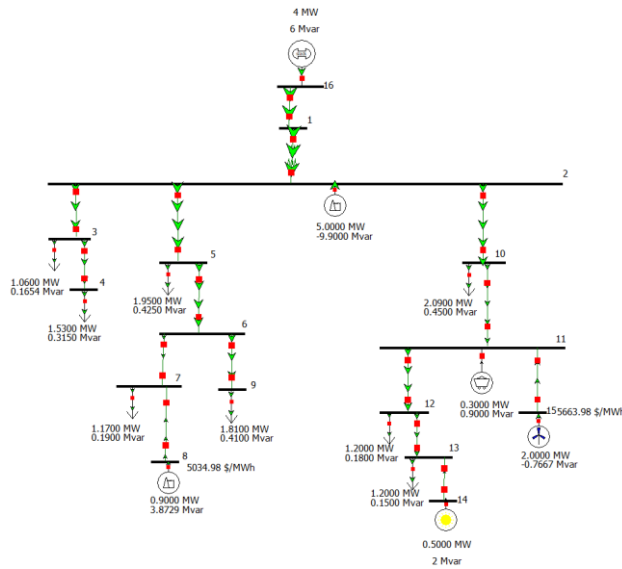 4 MW
6 Mvar
16
1
2
5.0000 MW
-9.9000 Mvar
3
1.0600 MW
0.1654 Mvar
4
1.5300 MW
0.3150 Mvar
5
1.9500 MW
0.4250 Mvar
10
2.0900 MW
0.4500 Mvar
6
11
7
1.1700 MW
0.1900 Mvar
9
1.8100 MW
0.4100 Mvar
8
5034.98 $/MWh
0.9000 MW
3.8729 Mvar
12
1.2000 MW
0.1800 Mvar
0.3000 MW
0.9000 Mvar
15
5663.98 $/MWh
2.0000 MW
-0.7667 Mvar
13
1.2000 MW
0.1500 Mvar
14
0.5000 MW
2 Mvar